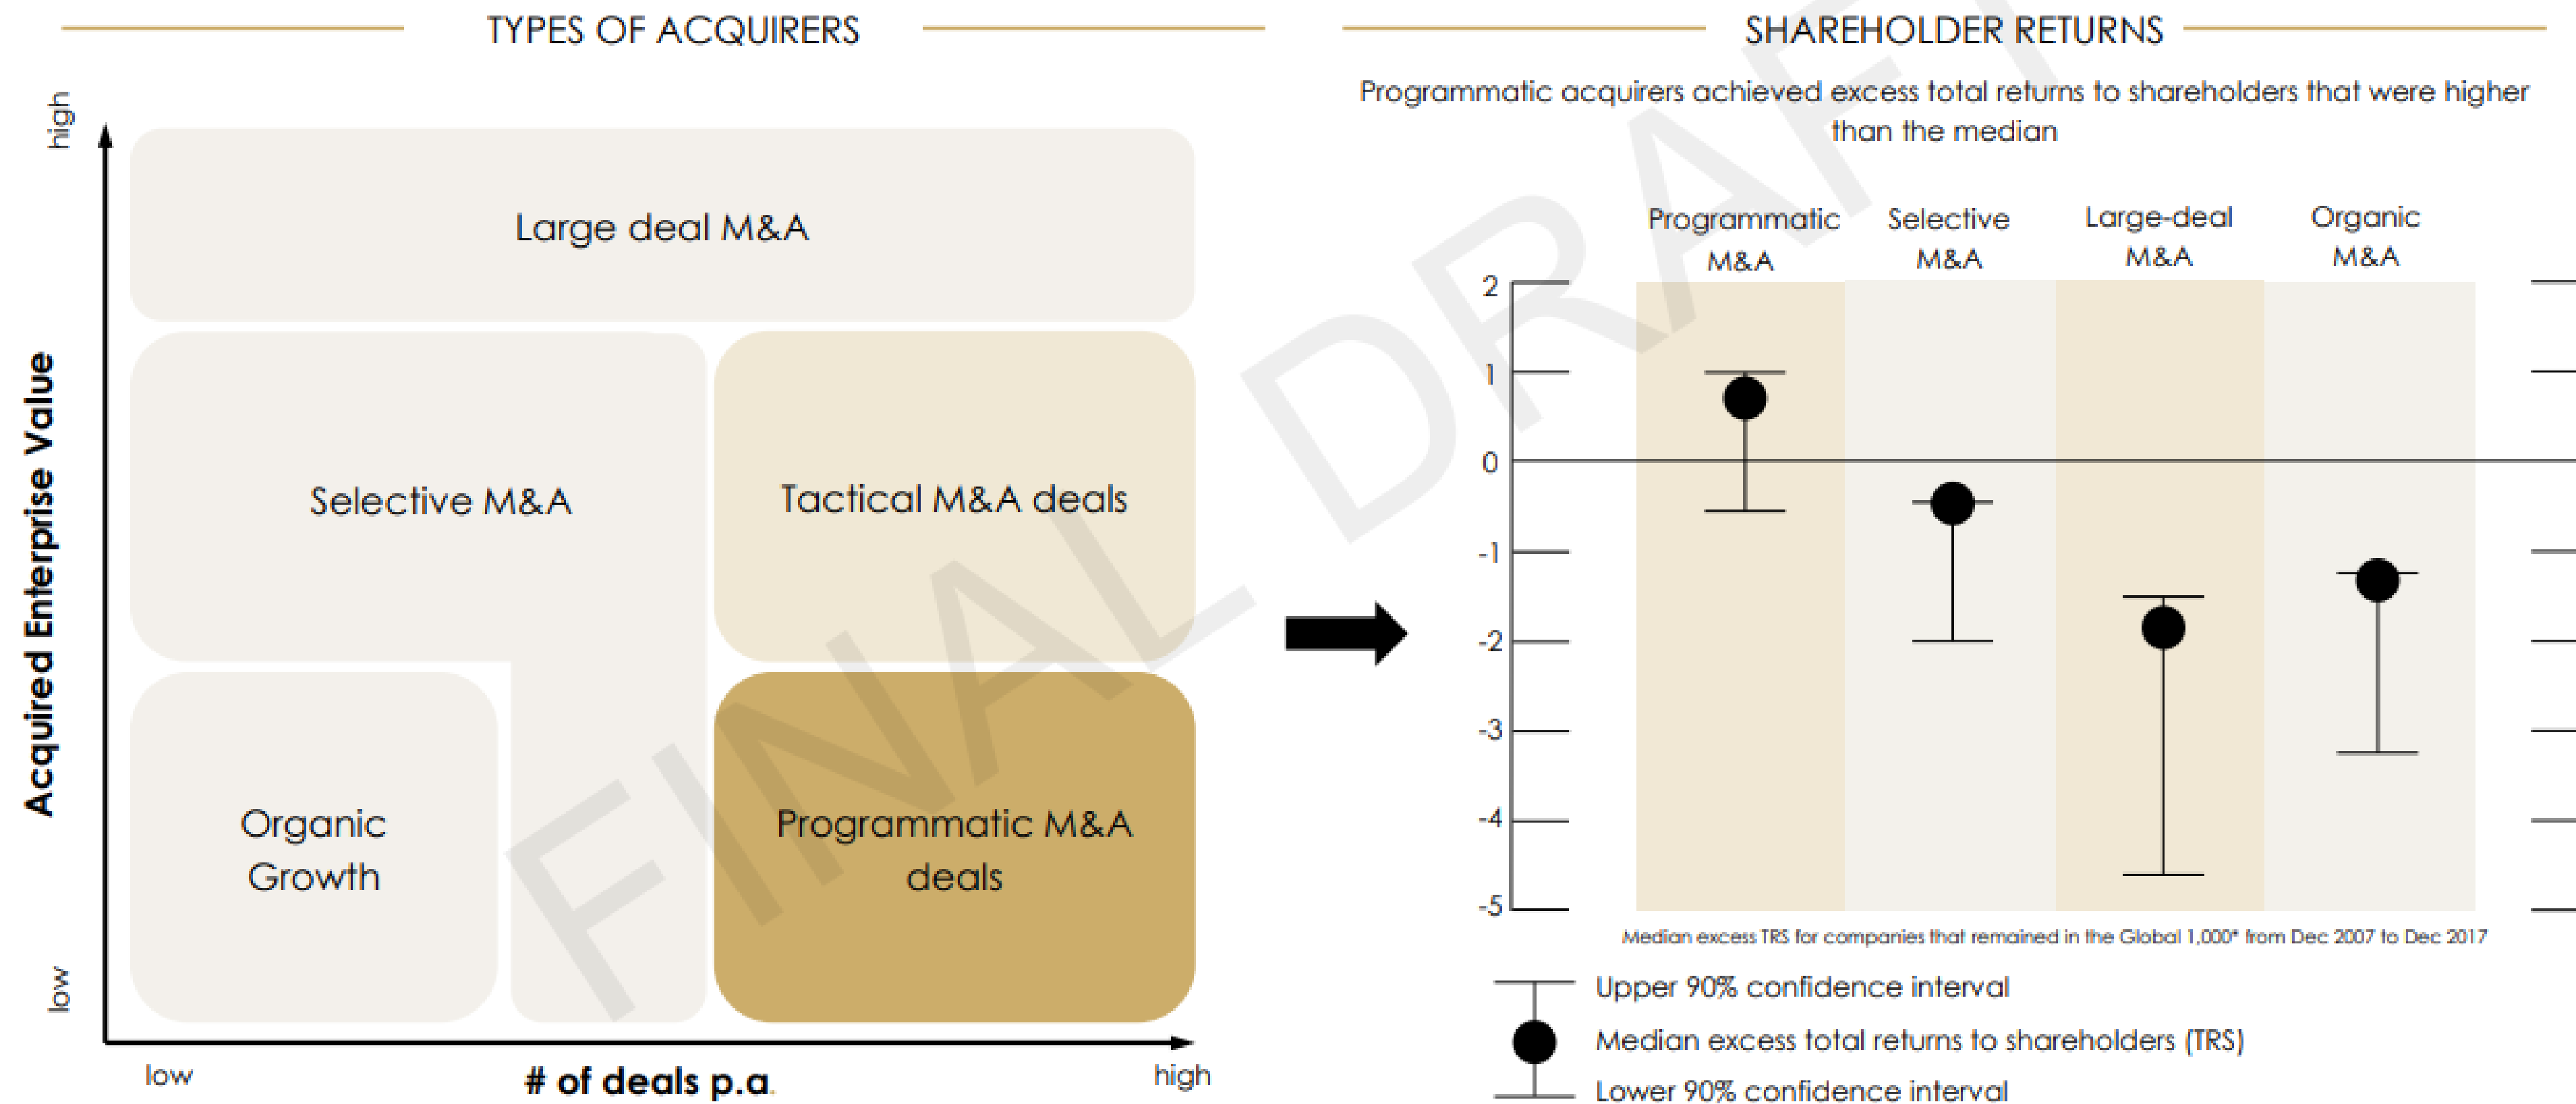 TYPES OF ACQUIRERS
high
Acquired Enterprise Value
low
Large deal M&A
Selective M&A
Tactical M&A deals
Organic
Growth
Programmatic M&A
deals
low
# of deals p.a.
high
SHAREHOLDER RETURNS
Programmatic acquirers achieved excess total returns to shareholders that were higher
than the median
Programmatic
M&A
Selective
M&A
Large-deal
M&A
Organic
M&A
2
1
0
-1
-2
-3
-4
-5
Median excess TRS for companies that remained in the Global 1,000* from Dec 2007 to Dec 2017
Upper 90% confidence interval
Median excess total returns to shareholders (TRS)
Lower 90% confidence interval
FINAL DRAFT